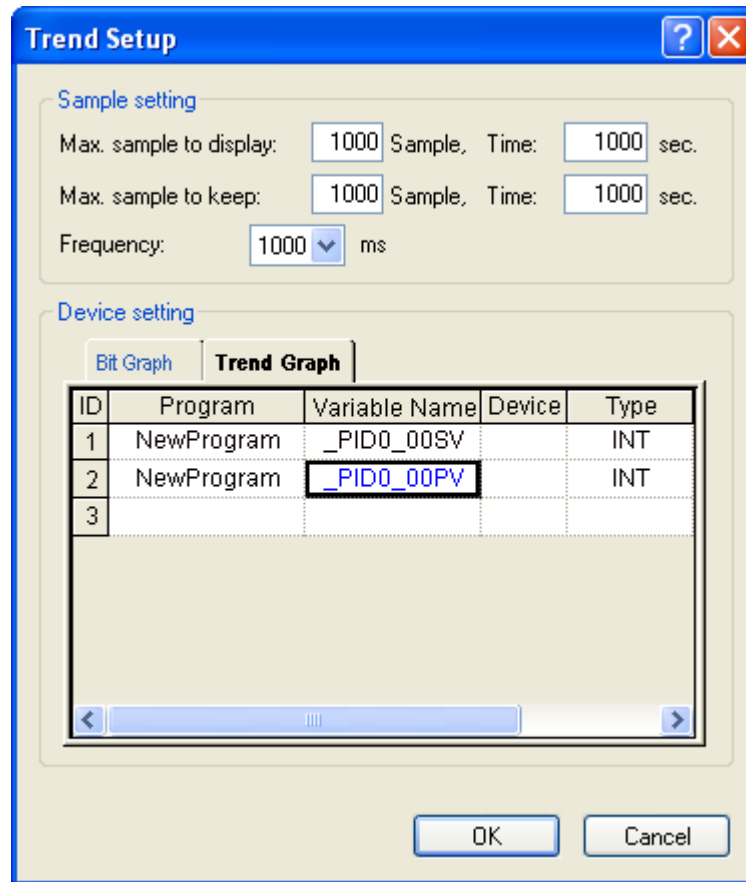 Trend Setup
Sample setting
Max. sample to display: 1000 Sample, Time: 1000 sec.
Max. sample to keep: 1000 Sample, Time: 1000 sec.
Frequency: 1000 ms
Device setting
Bit Graph Trend Graph
ID Program Variable Name Device Type
1 NewProgram _PID0_00SV INT
2 NewProgram _PID0_00PV INT
3
OK Cancel